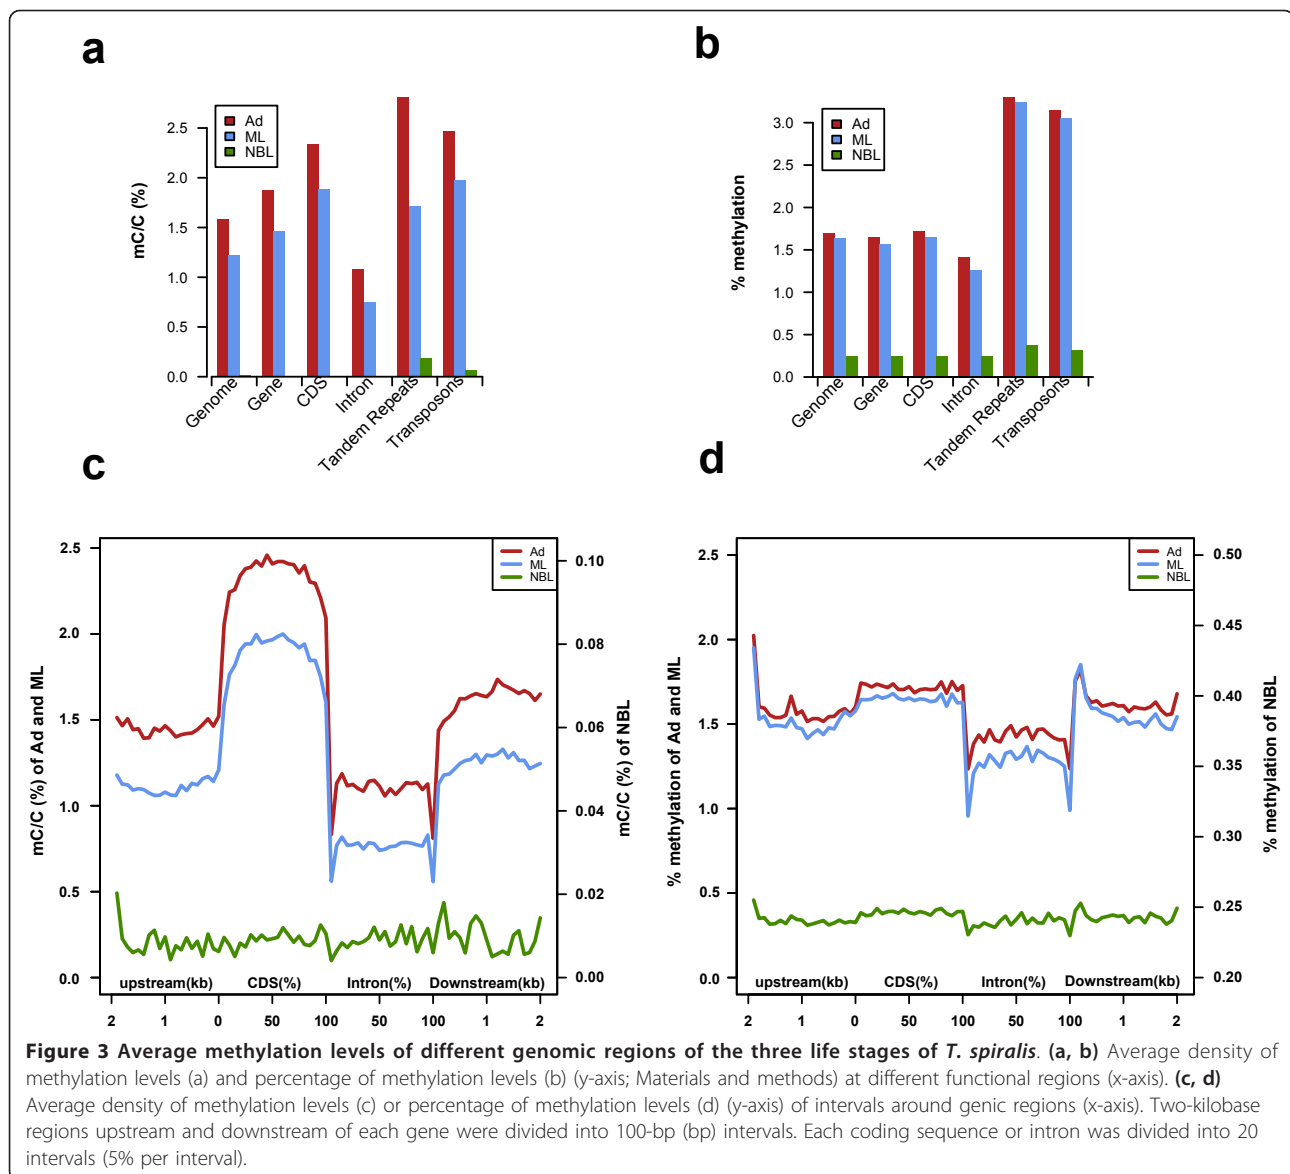 a
b
mC/C (%)
2.5
2.0
1.5
1.0
0.5
0.0
Ad
ML
NBL
Genome
Gene
CDS
Intron
Tandem Repeats
Transposons
% methylation
3.0
2.5
2.0
1.5
1.0
0.5
0.0
Ad
ML
NBL
Genome
Gene
CDS
Intron
Tandem Repeats
Transposons
c
d
mC/C (%) of Ad and ML
2.5
2.0
1.5
1.0
0.5
0.0
Ad
ML
NBL
0.10
0.08
0.06
0.04
0.02
0.00
mC/C (%) of NBL
upstream(kb) CDS(%) Intron(%) Downstream(kb)
2 1 0 50 100 50 100 1 2
% methylation of Ad and ML
2.5
2.0
1.5
1.0
0.5
0.0
Ad
ML
NBL
0.50
0.45
0.40
0.35
0.30
0.25
0.20
% methylation of NBL
upstream(kb) CDS(%) Intron(%) Downstream(kb)
2 1 0 50 100 50 100 1 2
Figure 3 Average methylation levels of different genomic regions of the three life stages of T. spiralis. (a, b) Average density of
methylation levels (a) and percentage of methylation levels (b) (y-axis; Materials and methods) at different functional regions (x-axis). (c, d)
Average density of methylation levels (c) or percentage of methylation levels (d) (y-axis) of intervals around genic regions (x-axis). Two-kilobase
regions upstream and downstream of each gene were divided into 100-bp (bp) intervals. Each coding sequence or intron was divided into 20
intervals (5% per interval).